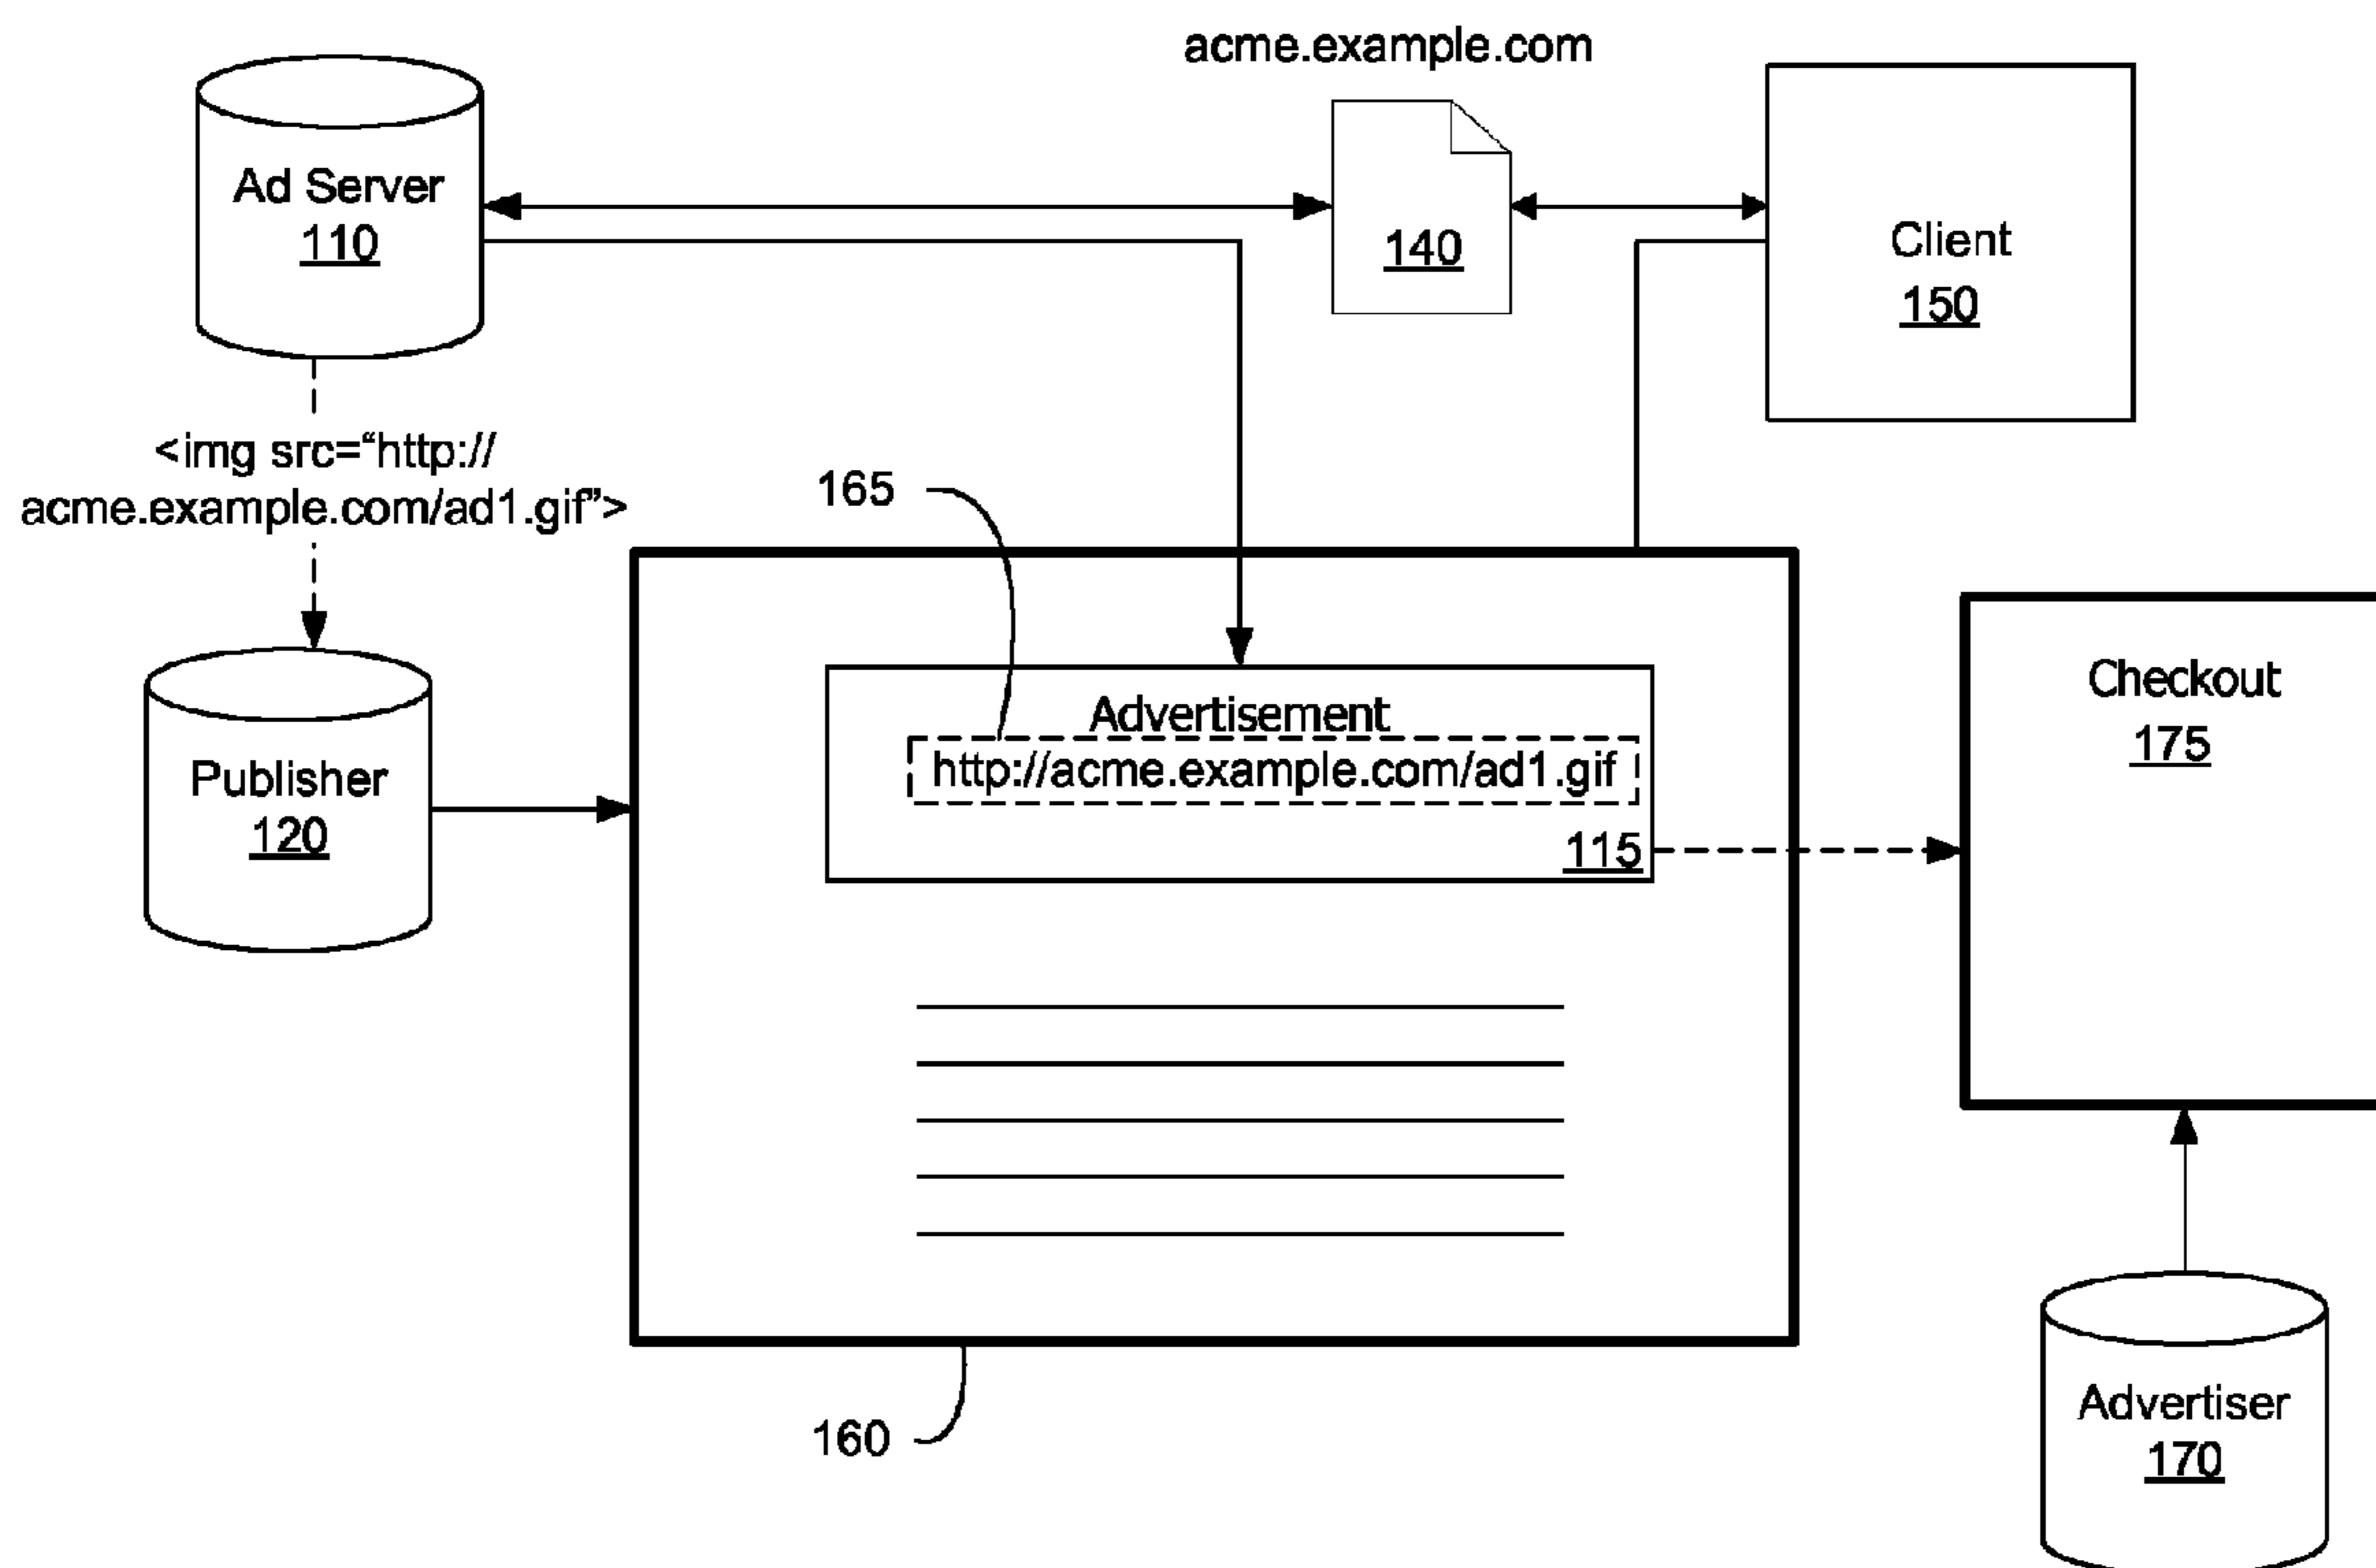 acme.example.com
Ad Server
110
140
Client
150
<img src=“http://
acme.example.com/ad1.gif”>
165
Advertisement
http://acme.example.com/ad1.gif
115
Checkout
175
Publisher
120
160
Advertiser
170